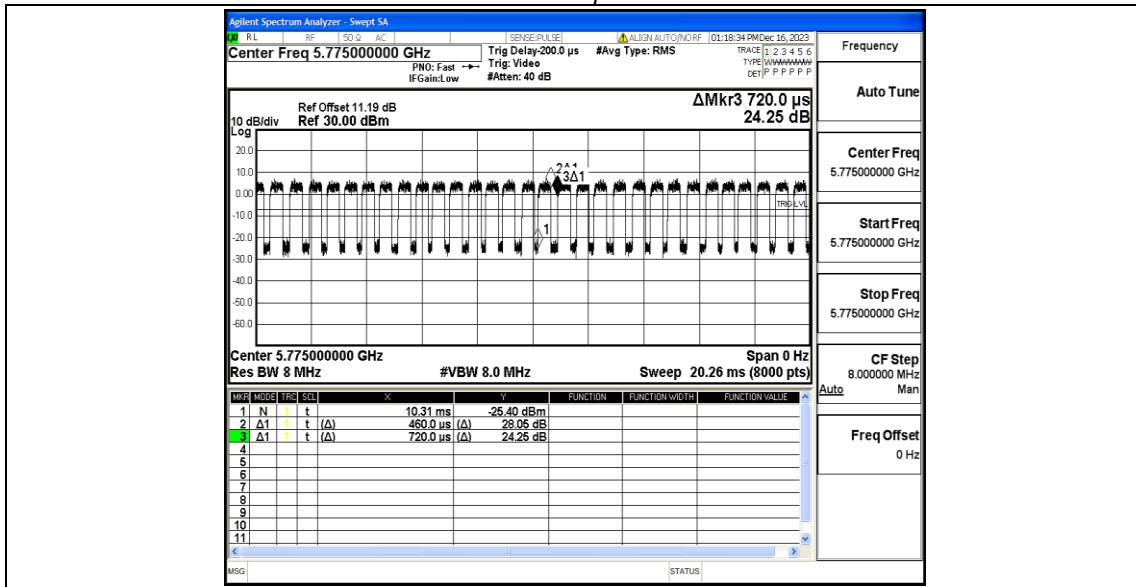 Agilent Spectrum Analyzer - Swept SA
RL RF 50 Ω AC SENSE:PULSE ALIGN AUTO/NO RF 01:18:34 PM Dec 16, 2023
Center Freq 5.775000000 GHz
PNO: Fast
IFGain:Low
Trig Delay-200.0 µs
Trig: Video
#Atten: 40 dB
#Avg Type: RMS
TRACE 1 2 3 4 5 6
TYPE
DET P P P P P P
Frequency
Auto Tune
Center Freq
5.775000000 GHz
Start Freq
5.775000000 GHz
Stop Freq
5.775000000 GHz
CF Step
8.000000 MHz
Auto Man
Freq Offset
0 Hz
ΔMkr3 720.0 µs
24.25 dB
Ref Offset 11.19 dB
10 dB/div Ref 30.00 dBm
Log
20.0
10.0
0.00
-10.0
-20.0
-30.0
-40.0
-50.0
-60.0
2Δ1
3Δ1
1
TRIG LVL
Center 5.775000000 GHz Span 0 Hz
Res BW 8 MHz #VBW 8.0 MHz Sweep 20.26 ms (8000 pts)
MKR MODE TRC SCL X Y FUNCTION FUNCTION WIDTH FUNCTION VALUE
1 N 1 t 10.31 ms -25.40 dBm
2 Δ1 1 t (Δ) 460.0 µs (Δ) 28.05 dB
3 Δ1 1 t (Δ) 720.0 µs (Δ) 24.25 dB
4
5
6
7
8
9
10
11
MSG STATUS